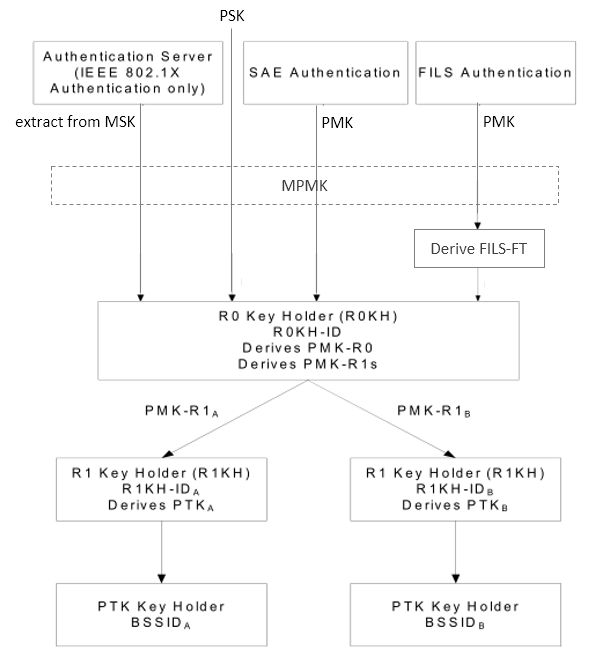 PSK
Authentication Server
(IEEE 802.1X
Authentication only)
SAE Authentication
FILS Authentication
extract from MSK
PMK
PMK
MPMK
Derive FILS-FT
R0 Key Holder (R0KH)
R0KH-ID
Derives PMK-R0
Derives PMK-R1s
PMK-R1A
PMK-R1B
R1 Key Holder (R1KH)
R1KH-IDA
Derives PTKA
R1 Key Holder (R1KH)
R1KH-IDB
Derives PTKB
PTK Key Holder
BSSIDA
PTK Key Holder
BSSIDB